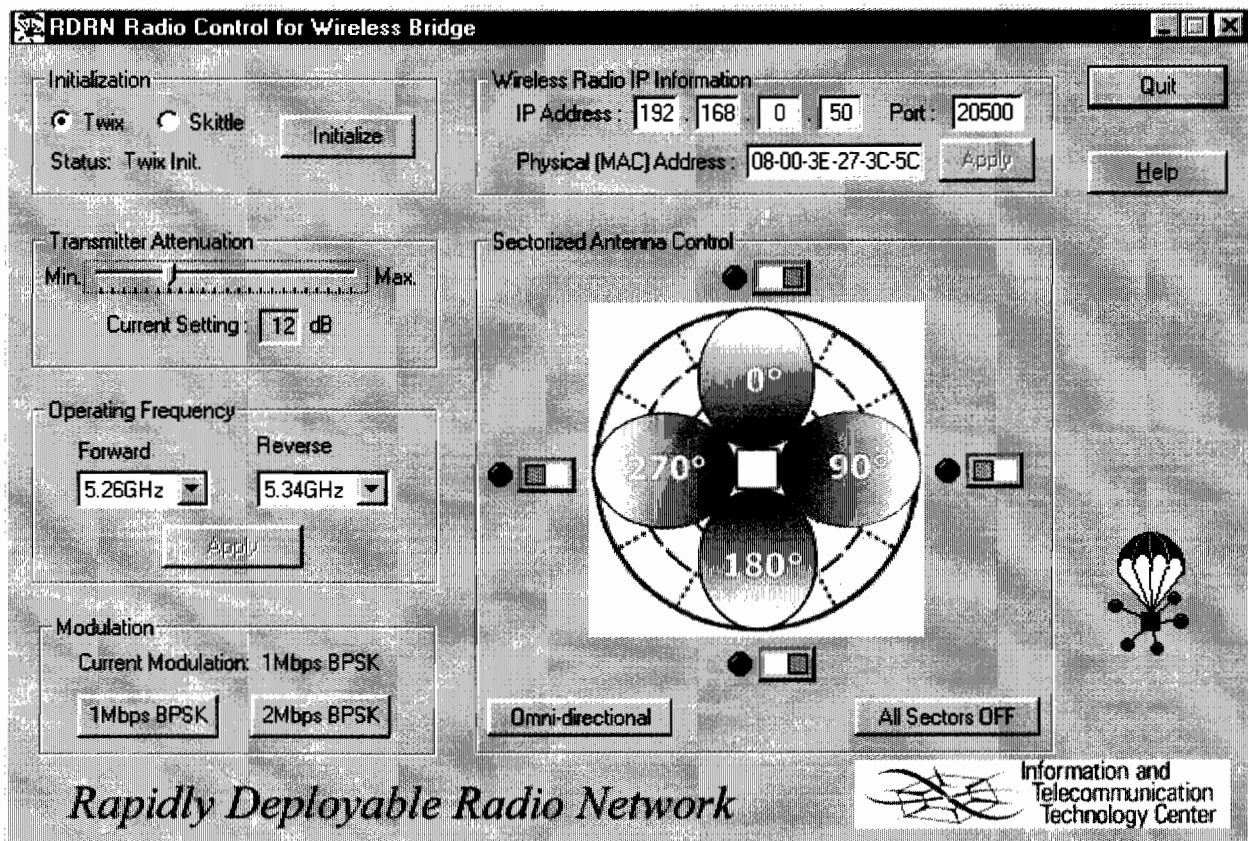 RDRN Radio Control for Wireless Bridge
Initialization
Twix Skittle Initialize
Status: Twix Init.
Wireless Radio IP Information
IP Address : 192 . 168 . 0 . 50 Port : 20500
Physical (MAC) Address : 08-00-3E-27-3C-5C Apply
Quit
Help
Transmitter Attenuation
Min. Max.
Current Setting : 12 dB
Operating Frequency
Forward Reverse
5.26GHz 5.34GHz
Apply
Modulation
Current Modulation: 1Mbps BPSK
1Mbps BPSK 2Mbps BPSK
Sectorized Antenna Control
0°
270° 90°
180°
Omni-directional All Sectors OFF
Rapidly Deployable Radio Network
Information and
Telecommunication
Technology Center